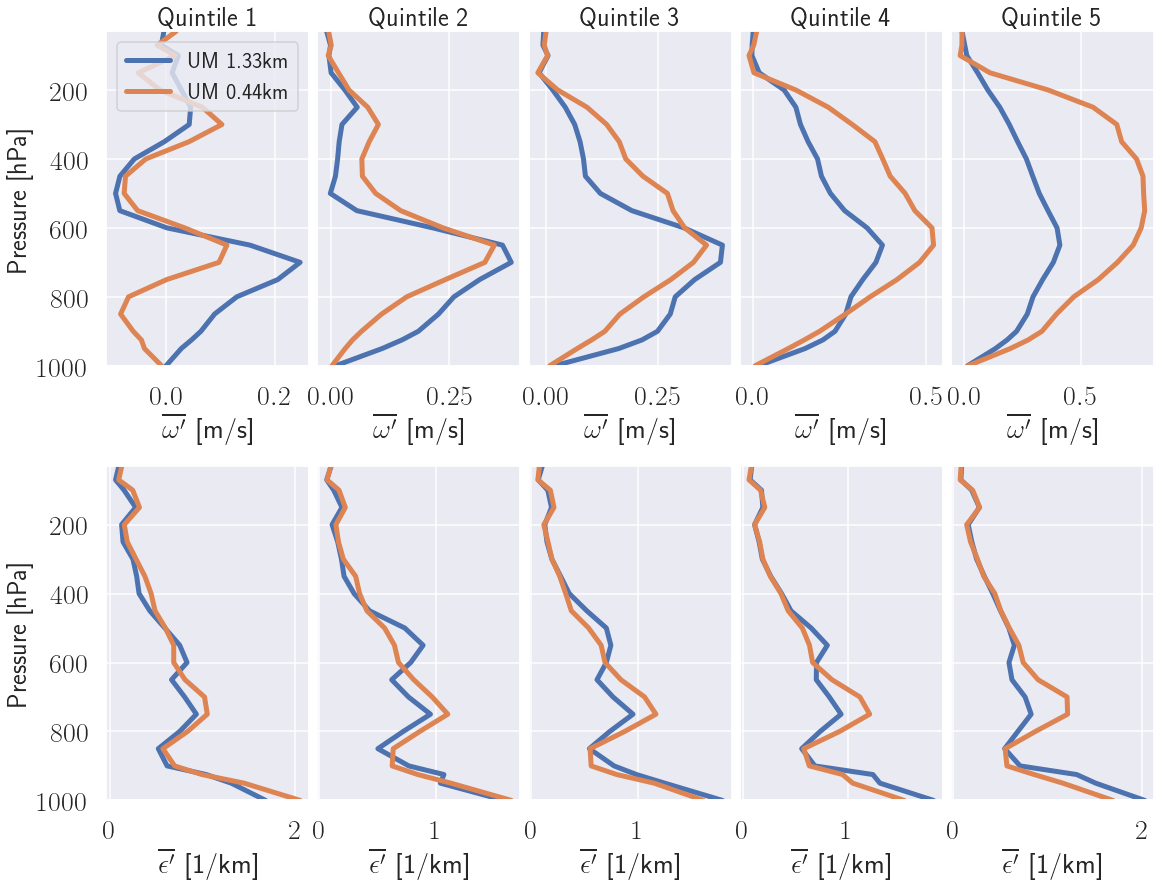 Quintile 1 Quintile 2 Quintile 3 Quintile 4 Quintile 5
UM 1.33km
UM 0.44km
Pressure [hPa]
200
400
600
800
1000
0.0 0.2 0.00 0.25 0.00 0.25 0.0 0.5 0.0 0.5
ω′ [m/s] ω′ [m/s] ω′ [m/s] ω′ [m/s] ω′ [m/s]
Pressure [hPa]
200
400
600
800
1000
0 2 0 1 0 1 0 1 0 2
ϵ′ [1/km] ϵ′ [1/km] ϵ′ [1/km] ϵ′ [1/km] ϵ′ [1/km]